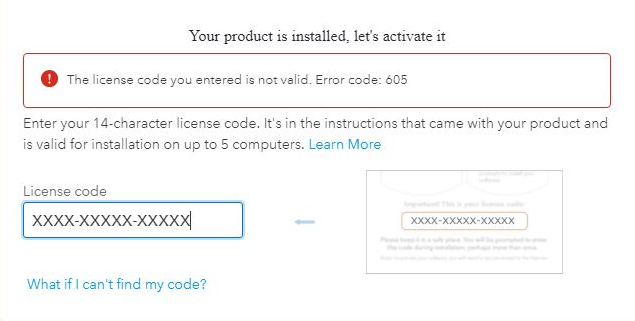 Your product is installed, let's activate it
The license code you entered is not valid. Error code: 605
Enter your 14-character license code. It's in the instructions that came with your product and
is valid for installation on up to 5 computers. Learn More
License code
XXXX-XXXXX-XXXXX
Important! This is your license code:
XXXX-XXXXX-XXXXX
What if I can't find my code?